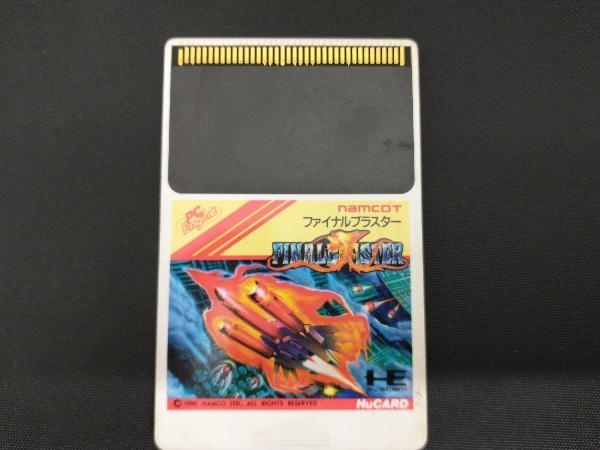 PC Engine
namcoT
ファイナルブラスター
FINAL BLASTER
HE
SYSTEM
© 1990 NAMCO LTD., ALL RIGHTS RESERVED
HuCARD